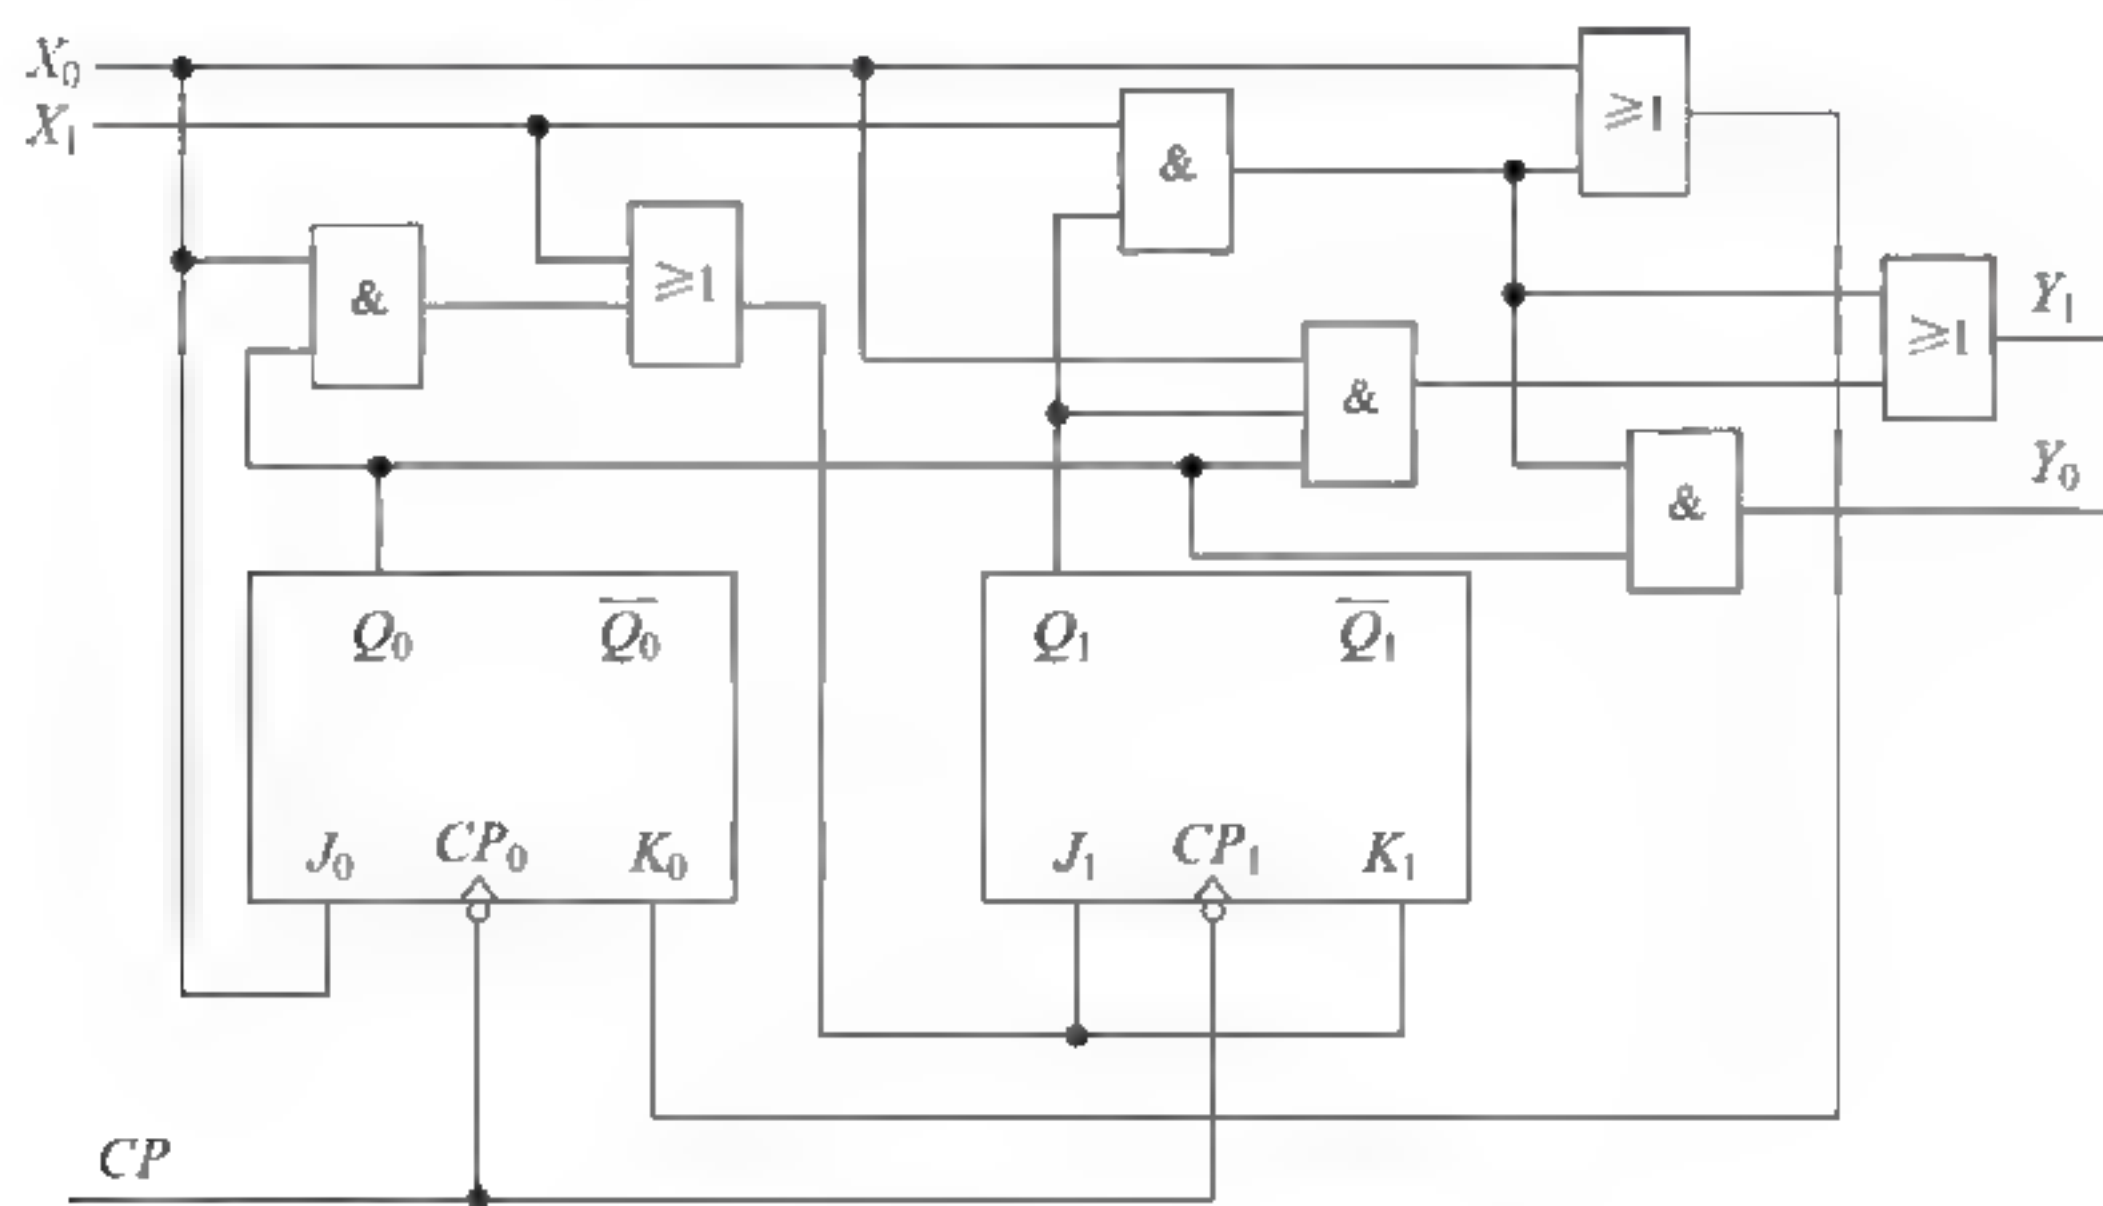 X₀
X₁
&
≥1
&
≥1
&
≥1
Y₁
&
Y₀
Q₀
Q̅₀
Q₁
Q̅₁
J₀
CP₀
K₀
J₁
CP₁
K₁
CP